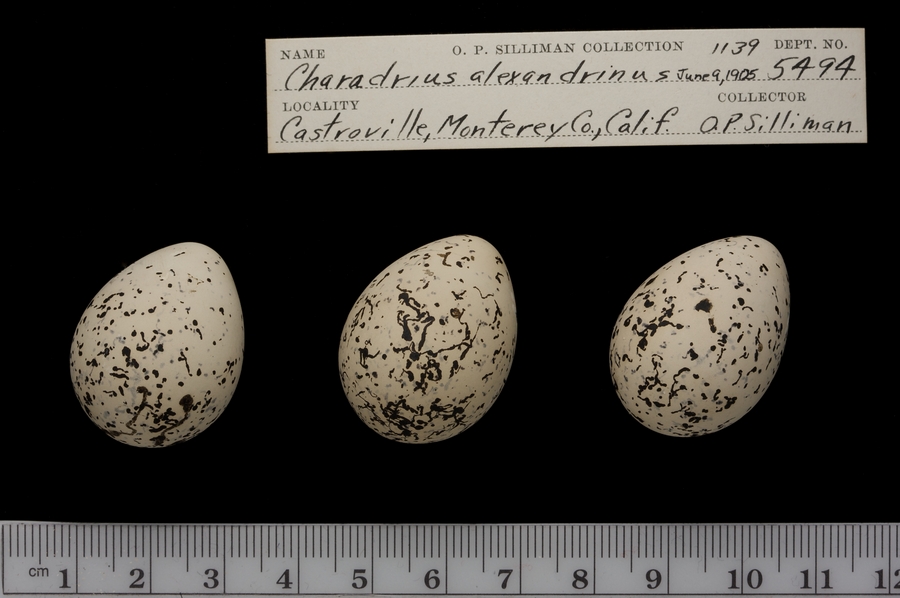 NAME O. P. SILLIMAN COLLECTION 1139 DEPT. NO.
Charadrius alexandrinus June 9, 1905 5494
LOCALITY COLLECTOR
Castroville, Monterey Co., Calif. O.P. Silliman
cm 1 2 3 4 5 6 7 8 9 10 11 12